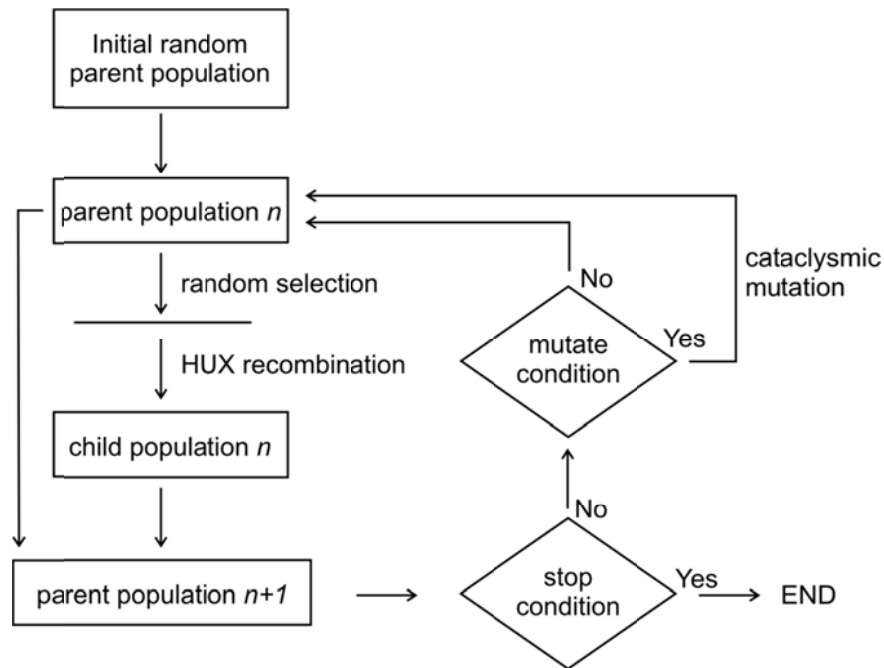 Initial random
parent population
parent population n
random selection
HUX recombination
child population n
parent population n+1
No
cataclysmic
mutation
mutate
condition
Yes
No
stop
condition
Yes
END